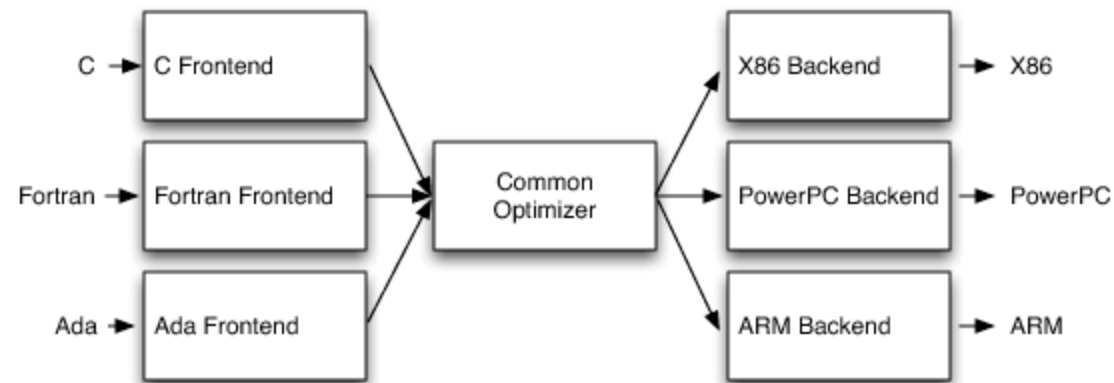 C
C Frontend
X86 Backend
X86
Fortran
Fortran Frontend
Common
Optimizer
PowerPC Backend
PowerPC
Ada
Ada Frontend
ARM Backend
ARM